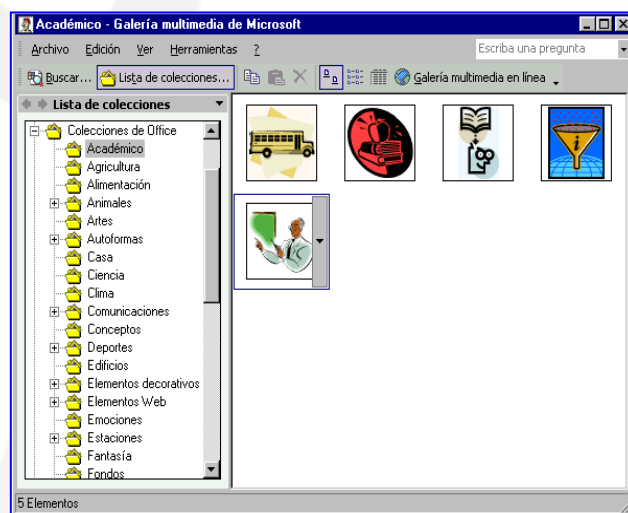 Académico - Galería multimedia de Microsoft
Archivo Edición Ver Herramientas ? Escriba una pregunta
Buscar... Lista de colecciones... Galería multimedia en línea
Lista de colecciones
Colecciones de Office
Académico
Agricultura
Alimentación
Animales
Artes
Autoformas
Casa
Ciencia
Clima
Comunicaciones
Conceptos
Deportes
Edificios
Elementos decorativos
Elementos Web
Emociones
Estaciones
Fantasía
Fondos
i
5 Elementos